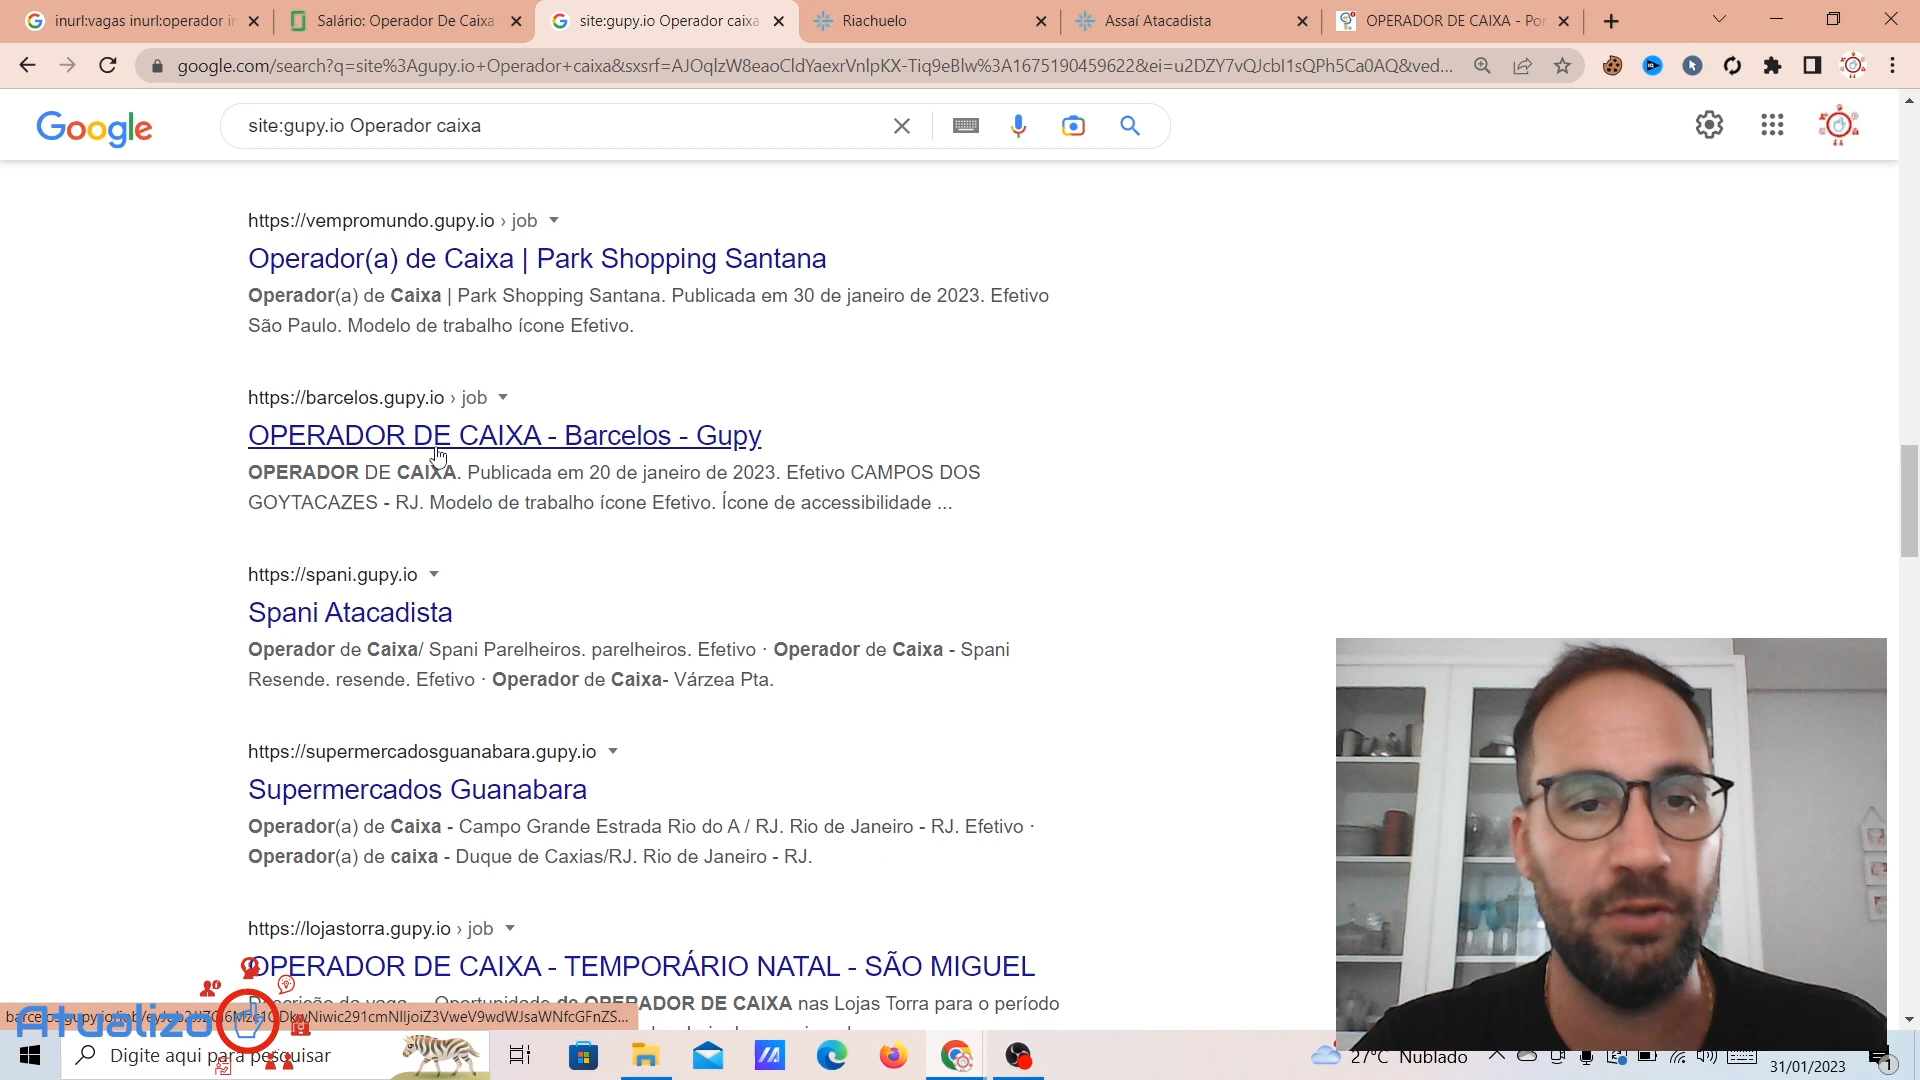 inurl:vagas inurl:operador
Salário: Operador De Caixa
site:gupy.io Operador caixa
Riachuelo
Assaí Atacadista
OPERADOR DE CAIXA - Por
google.com/search?q=site%3Agupy.io+Operador+caixa&sxsrf=AJOqlzW8eaoCldYaexrVnlpKX-Tiq9eBlw%3A1675190459622&ei=u2DZY7vQJcbI1sQPh5Ca0AQ&ved...
Google
site:gupy.io Operador caixa
https://vempromundo.gupy.io › job
Operador(a) de Caixa | Park Shopping Santana
Operador(a) de Caixa | Park Shopping Santana. Publicada em 30 de janeiro de 2023. Efetivo
São Paulo. Modelo de trabalho ícone Efetivo.
https://barcelos.gupy.io › job
OPERADOR DE CAIXA - Barcelos - Gupy
OPERADOR DE CAIXA. Publicada em 20 de janeiro de 2023. Efetivo CAMPOS DOS
GOYTACAZES - RJ. Modelo de trabalho ícone Efetivo. Ícone de accessibilidade ...
https://spani.gupy.io
Spani Atacadista
Operador de Caixa/ Spani Parelheiros. parelheiros. Efetivo · Operador de Caixa - Spani
Resende. resende. Efetivo · Operador de Caixa- Várzea Pta.
https://supermercadosguanabara.gupy.io
Supermercados Guanabara
Operador(a) de Caixa - Campo Grande Estrada Rio do A / RJ. Rio de Janeiro - RJ. Efetivo ·
Operador(a) de caixa - Duque de Caxias/RJ. Rio de Janeiro - RJ.
https://lojastorra.gupy.io › job
OPERADOR DE CAIXA - TEMPORÁRIO NATAL - SÃO MIGUEL
OPERADOR DE CAIXA nas Lojas Torra para o período
Atualizo
Digite aqui para pesquisar
27°C Nublado
31/01/2023
1